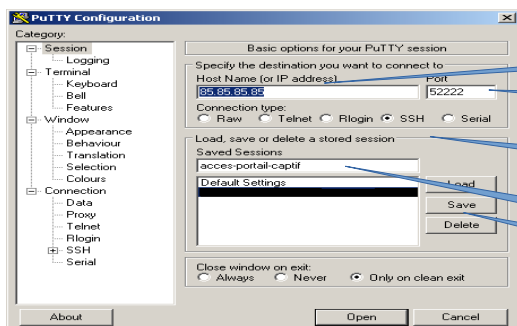 PuTTY Configuration
Category:
Session
Logging
Terminal
Keyboard
Bell
Features
Window
Appearance
Behaviour
Translation
Selection
Colours
Connection
Data
Proxy
Telnet
Rlogin
SSH
Serial
Basic options for your PuTTY session
Specify the destination you want to connect to
Host Name (or IP address) Port
85.85.85.85 52222
Connection type:
Raw Telnet Rlogin SSH Serial
Load, save or delete a stored session
Saved Sessions
acces-portail-captif
Default Settings
Load
Save
Delete
Close window on exit:
Always Never Only on clean exit
About Open Cancel